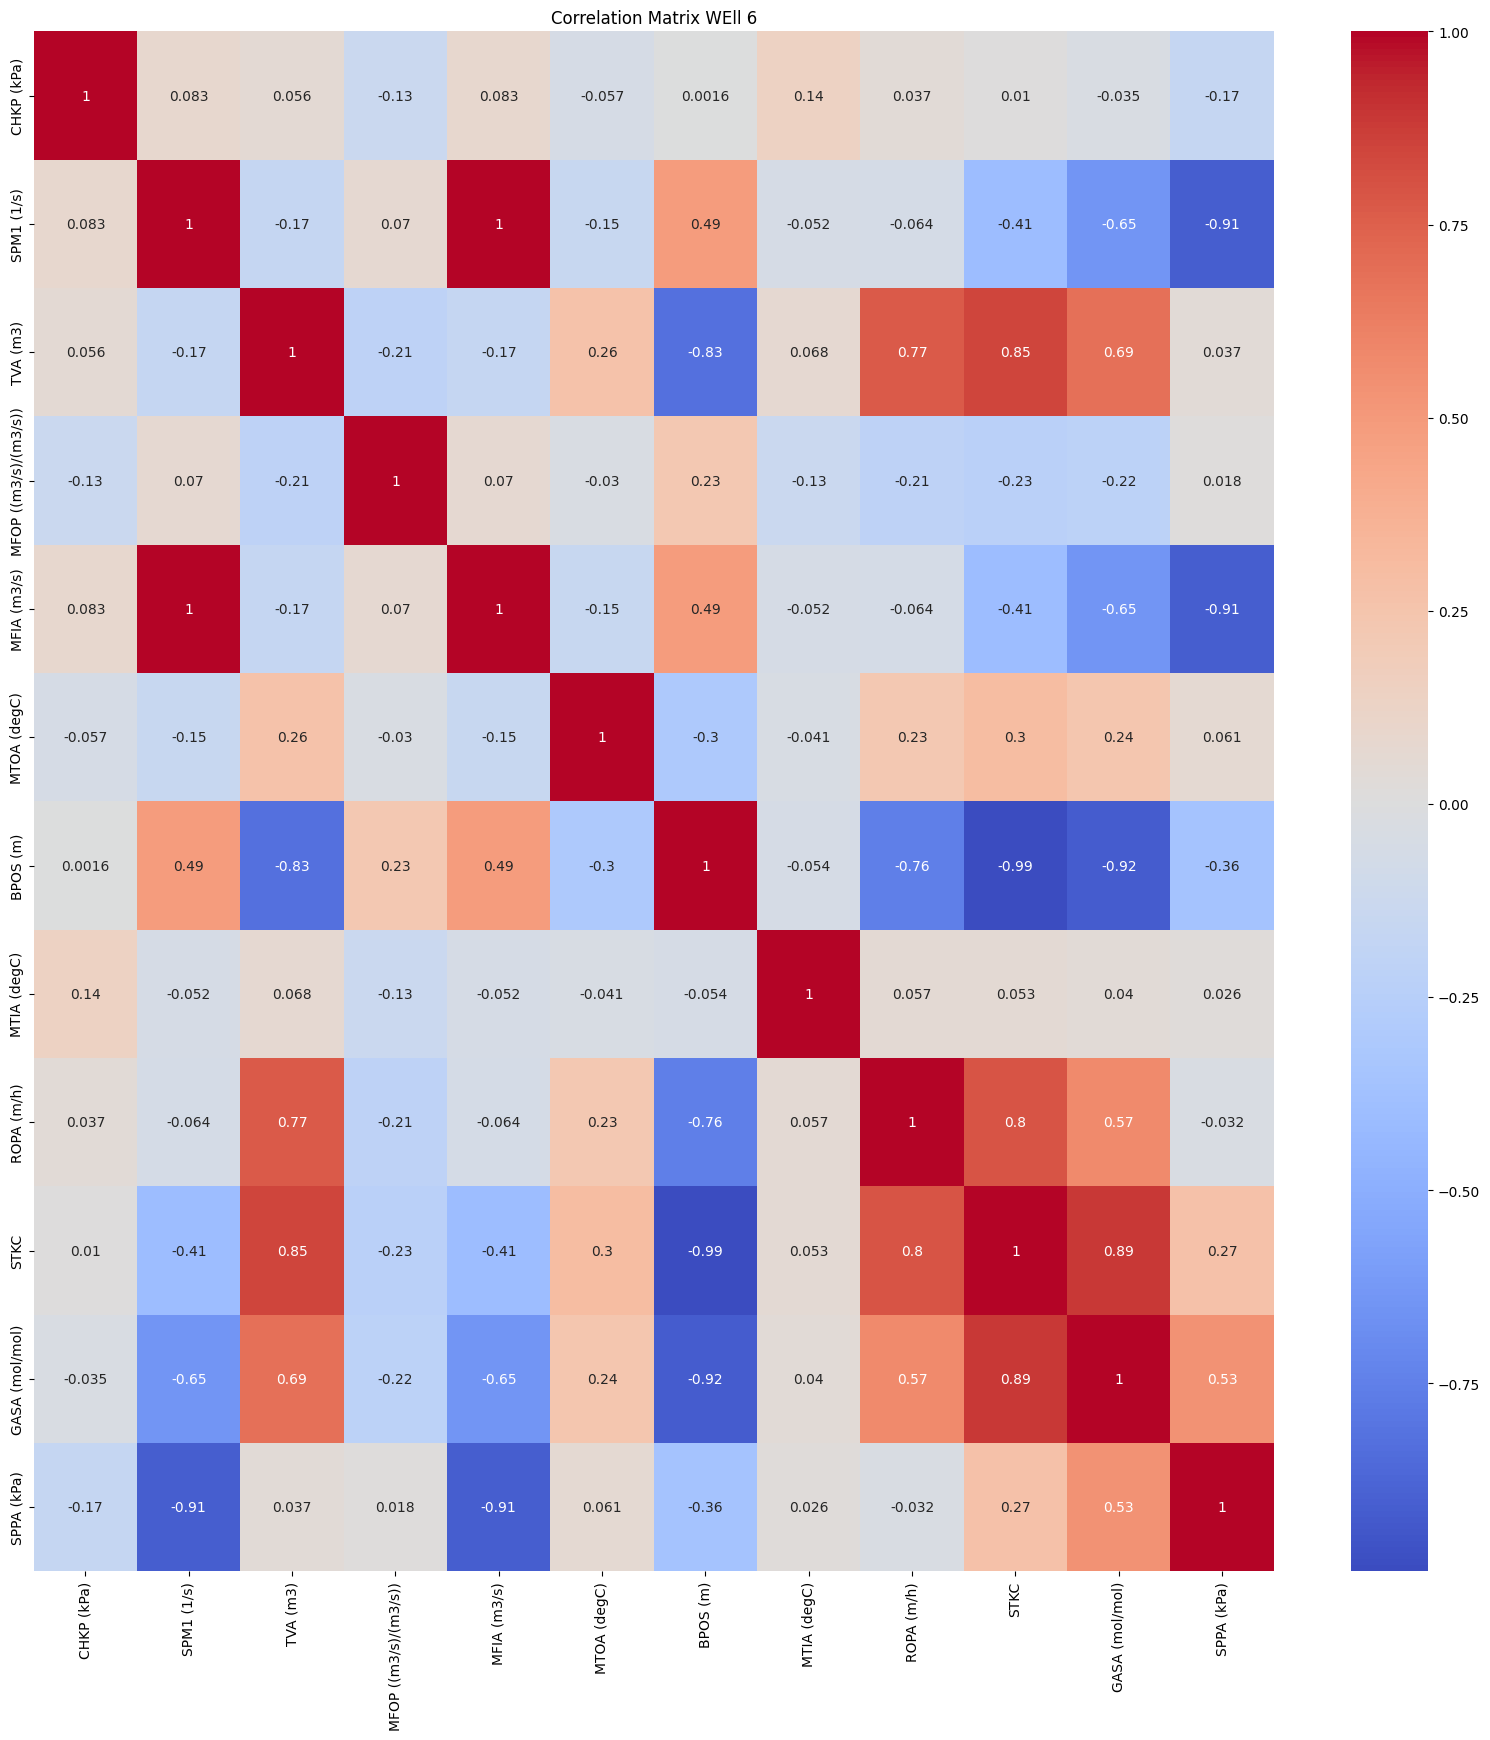 Correlation Matrix WEll 6
CHKP (kPa) 1 0.083 0.056 -0.13 0.083 -0.057 0.0016 0.14 0.037 0.01 -0.035 -0.17
SPM1 (1/s) 0.083 1 -0.17 0.07 1 -0.15 0.49 -0.052 -0.064 -0.41 -0.65 -0.91
TVA (m3) 0.056 -0.17 1 -0.21 -0.17 0.26 -0.83 0.068 0.77 0.85 0.69 0.037
MFOP ((m3/s)/(m3/s)) -0.13 0.07 -0.21 1 0.07 -0.03 0.23 -0.13 -0.21 -0.23 -0.22 0.018
MFIA (m3/s) 0.083 1 -0.17 0.07 1 -0.15 0.49 -0.052 -0.064 -0.41 -0.65 -0.91
MTOA (degC) -0.057 -0.15 0.26 -0.03 -0.15 1 -0.3 -0.041 0.23 0.3 0.24 0.061
BPOS (m) 0.0016 0.49 -0.83 0.23 0.49 -0.3 1 -0.054 -0.76 -0.99 -0.92 -0.36
MTIA (degC) 0.14 -0.052 0.068 -0.13 -0.052 -0.041 -0.054 1 0.057 0.053 0.04 0.026
ROPA (m/h) 0.037 -0.064 0.77 -0.21 -0.064 0.23 -0.76 0.057 1 0.8 0.57 -0.032
STKC 0.01 -0.41 0.85 -0.23 -0.41 0.3 -0.99 0.053 0.8 1 0.89 0.27
GASA (mol/mol) -0.035 -0.65 0.69 -0.22 -0.65 0.24 -0.92 0.04 0.57 0.89 1 0.53
SPPA (kPa) -0.17 -0.91 0.037 0.018 -0.91 0.061 -0.36 0.026 -0.032 0.27 0.53 1
CHKP (kPa)
SPM1 (1/s)
TVA (m3)
MFOP ((m3/s)/(m3/s))
MFIA (m3/s)
MTOA (degC)
BPOS (m)
MTIA (degC)
ROPA (m/h)
STKC
GASA (mol/mol)
SPPA (kPa)
1.00
0.75
0.50
0.25
0.00
−0.25
−0.50
−0.75